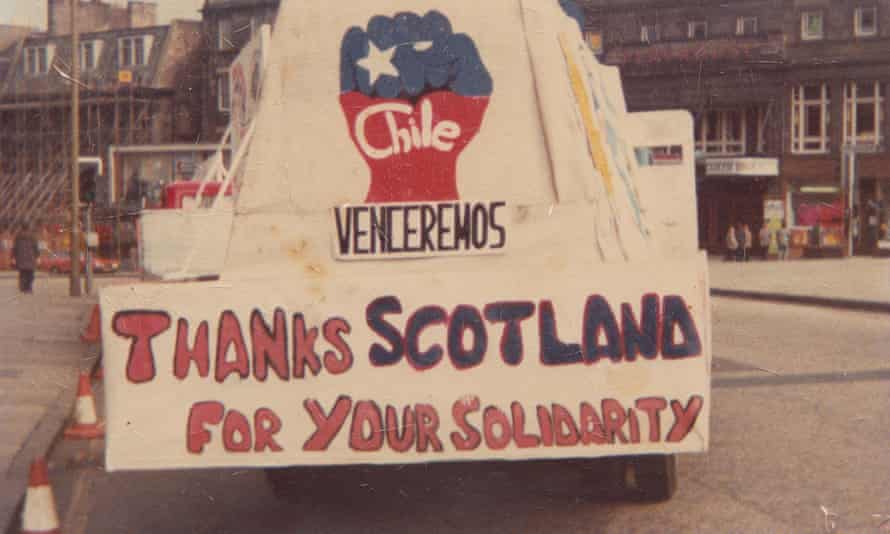 Chile
VENCEREMOS
THANKS SCOTLAND
FOR YOUR SOLIDARITY